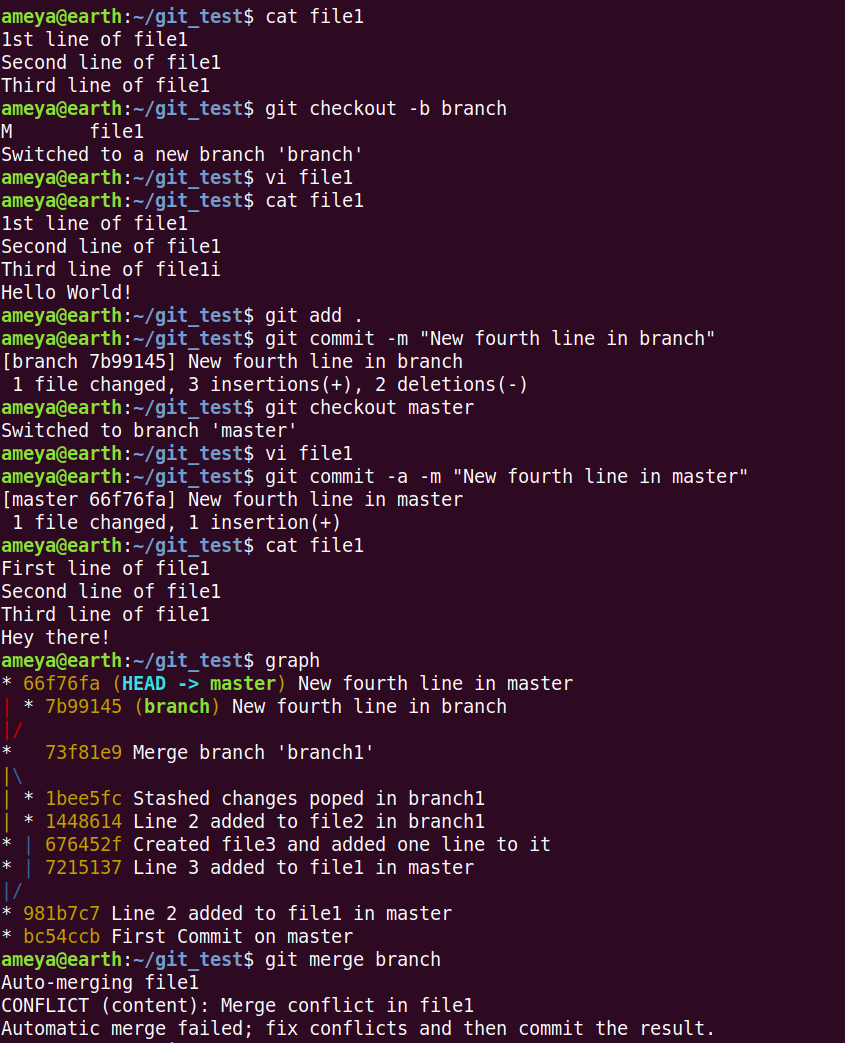 ameya@earth:~/git_test$ cat file1
1st line of file1
Second line of file1
Third line of file1
ameya@earth:~/git_test$ git checkout -b branch
M       file1
Switched to a new branch 'branch'
ameya@earth:~/git_test$ vi file1
ameya@earth:~/git_test$ cat file1
1st line of file1
Second line of file1
Third line of file1i
Hello World!
ameya@earth:~/git_test$ git add .
ameya@earth:~/git_test$ git commit -m "New fourth line in branch"
[branch 7b99145] New fourth line in branch
 1 file changed, 3 insertions(+), 2 deletions(-)
ameya@earth:~/git_test$ git checkout master
Switched to branch 'master'
ameya@earth:~/git_test$ vi file1
ameya@earth:~/git_test$ git commit -a -m "New fourth line in master"
[master 66f76fa] New fourth line in master
 1 file changed, 1 insertion(+)
ameya@earth:~/git_test$ cat file1
First line of file1
Second line of file1
Third line of file1
Hey there!
ameya@earth:~/git_test$ graph
* 66f76fa (HEAD -> master) New fourth line in master
| * 7b99145 (branch) New fourth line in branch
|/
*   73f81e9 Merge branch 'branch1'
|\
| * 1bee5fc Stashed changes poped in branch1
| * 1448614 Line 2 added to file2 in branch1
* | 676452f Created file3 and added one line to it
* | 7215137 Line 3 added to file1 in master
|/
* 981b7c7 Line 2 added to file1 in master
* bc54ccb First Commit on master
ameya@earth:~/git_test$ git merge branch
Auto-merging file1
CONFLICT (content): Merge conflict in file1
Automatic merge failed; fix conflicts and then commit the result.